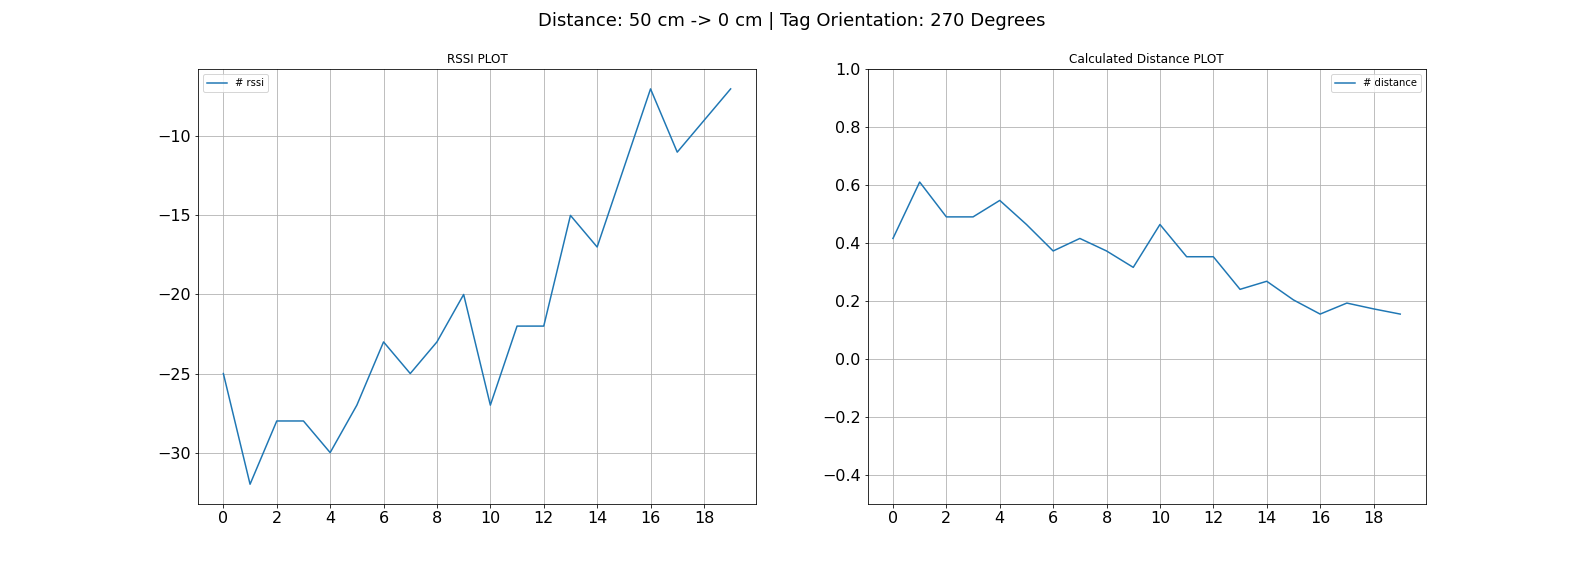 Distance: 50 cm -> 0 cm | Tag Orientation: 270 Degrees
RSSI PLOT
# rssi
−10
−15
−20
−25
−30
0 2 4 6 8 10 12 14 16 18
Calculated Distance PLOT
# distance
1.0
0.8
0.6
0.4
0.2
0.0
−0.2
−0.4
0 2 4 6 8 10 12 14 16 18